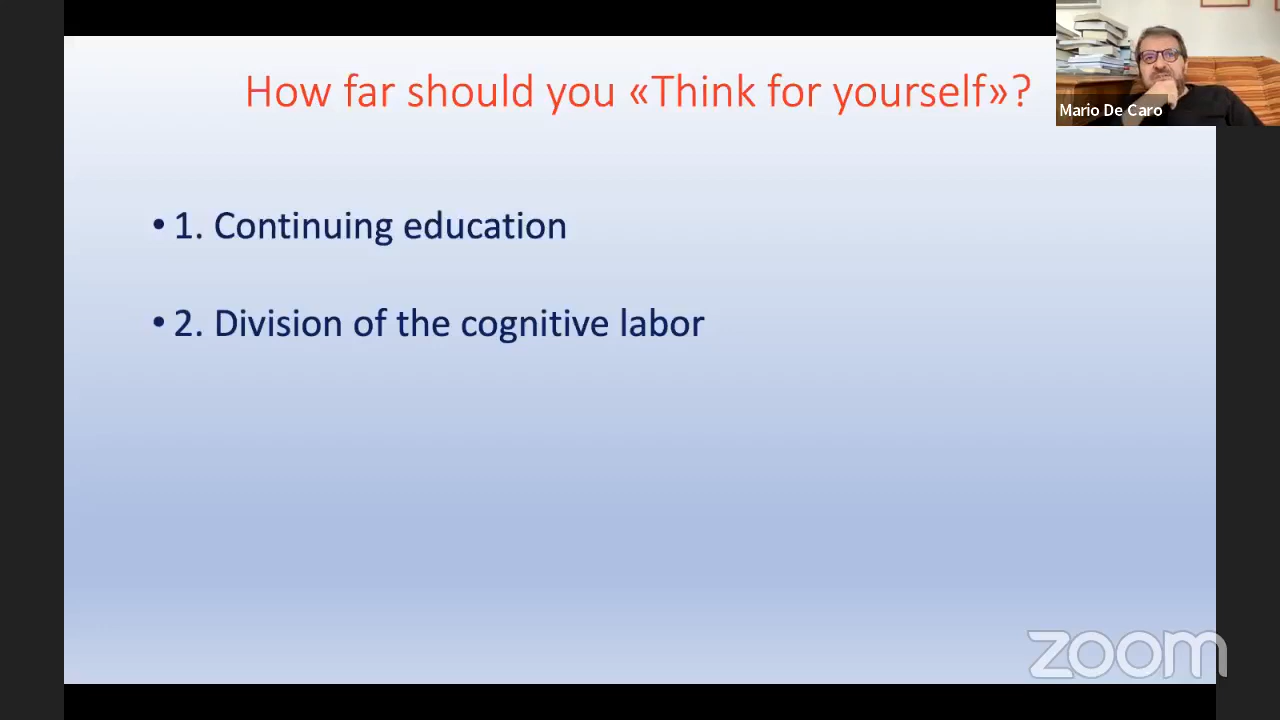 How far should you «Think for yourself»?
Mario De Caro
• 1. Continuing education
• 2. Division of the cognitive labor
zoom